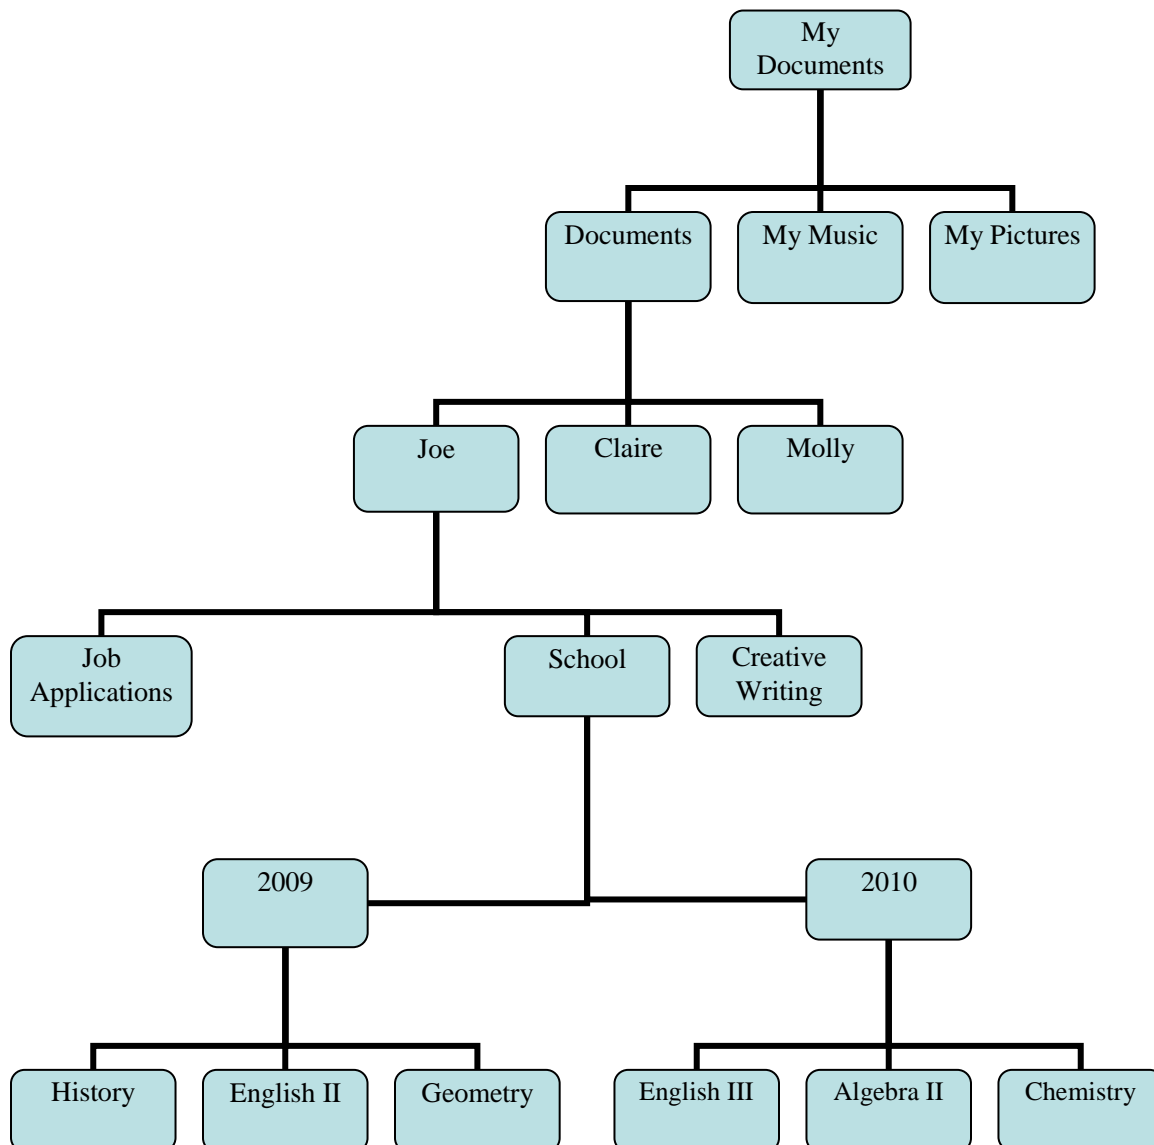 My
Documents
Documents
My Music
My Pictures
Joe
Claire
Molly
Job
Applications
School
Creative
Writing
2009
2010
History
English II
Geometry
English III
Algebra II
Chemistry